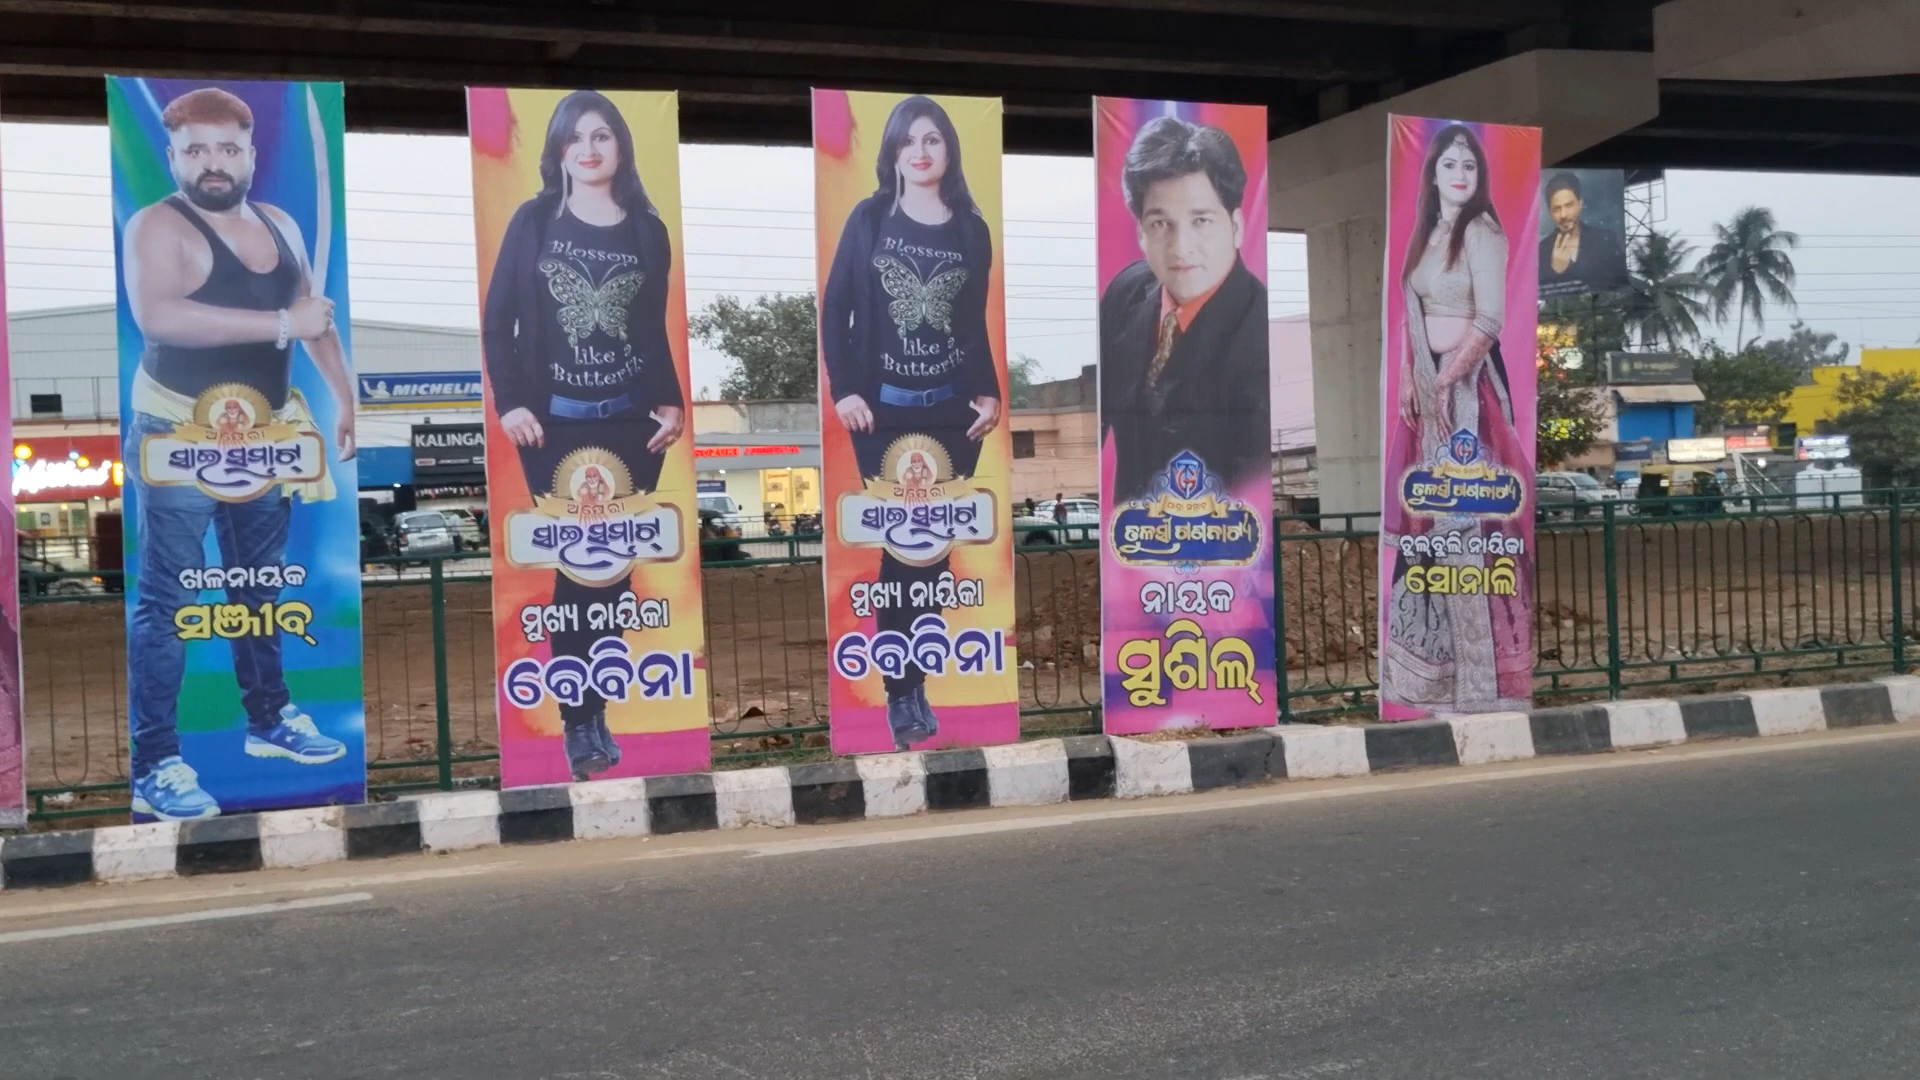 ଅପେରା
ସାଇ ସମ୍ରାଟ୍
ଖଳନାୟକ
ସଞ୍ଜୀବ୍
MICHELIN
KALINGA
Blossom
like a
Butterfly
ଅପେରା
ସାଇ ସମ୍ରାଟ୍
ମୁଖ୍ୟ ନାୟିକା
ବେବିନା
Blossom
like a
Butterfly
ଅପେରା
ସାଇ ସମ୍ରାଟ୍
ମୁଖ୍ୟ ନାୟିକା
ବେବିନା
ତୁଳସୀ ଗଣନାଟ୍ୟ
ନାୟକ
ସୁଶିଲ୍
ତୁଳସୀ ଗଣନାଟ୍ୟ
ଚୁଲ୍‌ବୁଲି ନାୟିକା
ସୋନାଲି